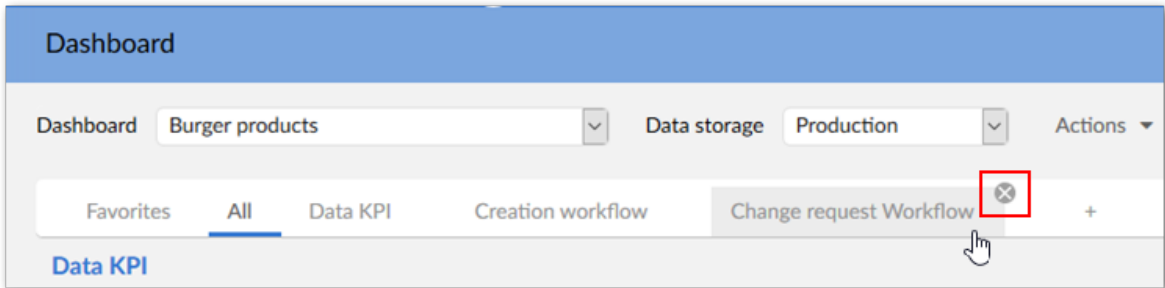 Dashboard
Dashboard Burger products Data storage Production Actions
Favorites All Data KPI Creation workflow Change request Workflow +
Data KPI